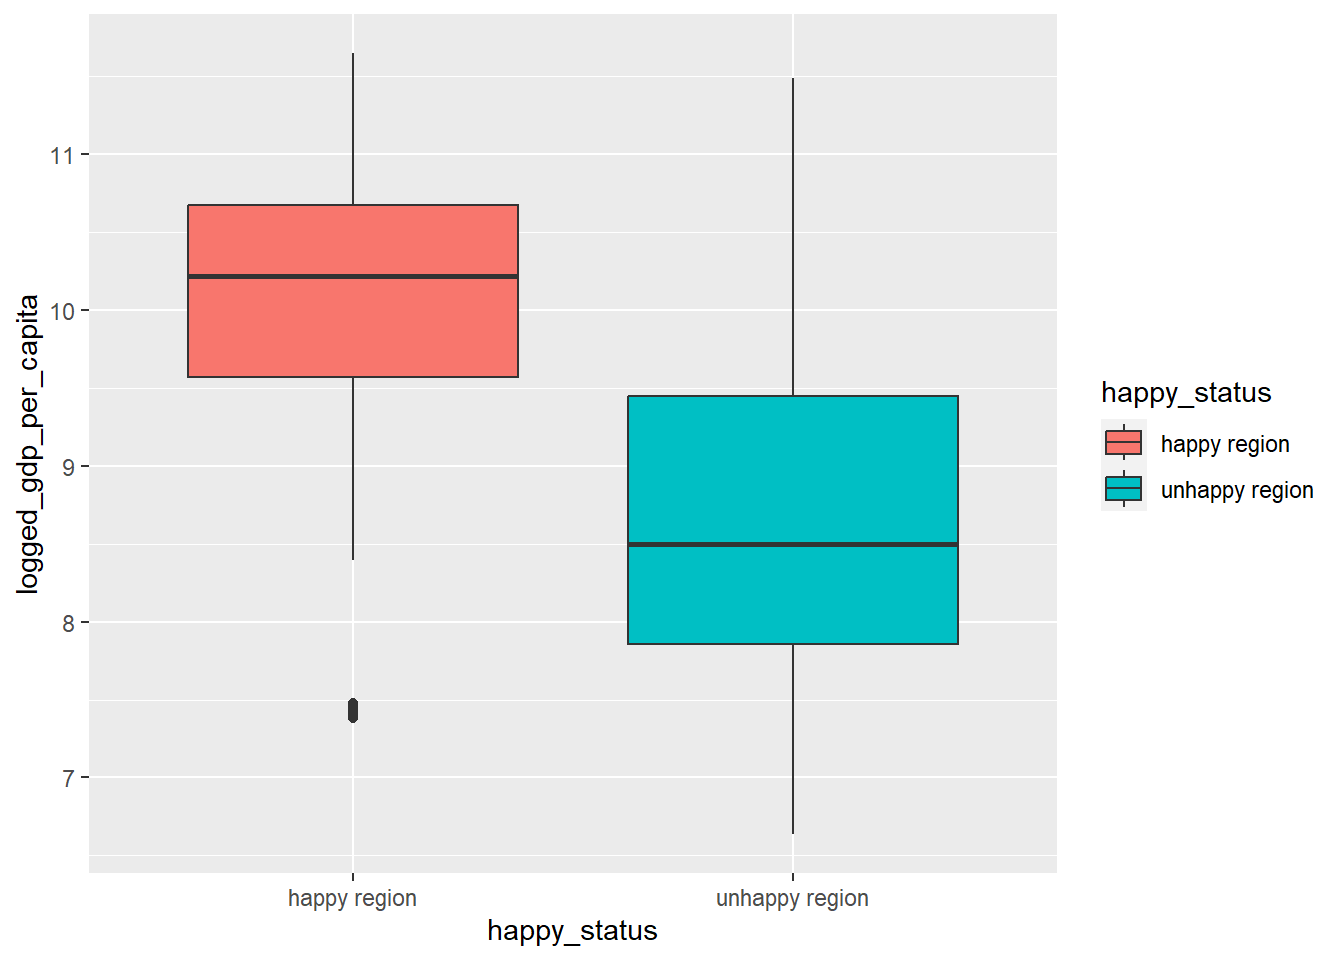 logged_gdp_per_capita
11
10
9
8
7
happy region
unhappy region
happy_status
happy_status
happy region
unhappy region